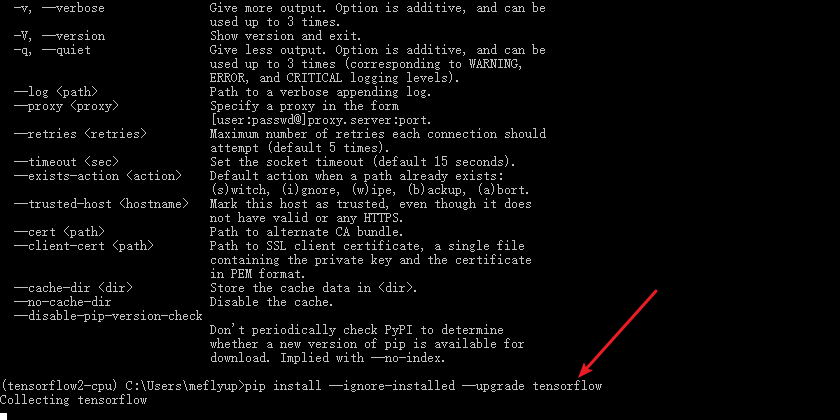 -v, --verbose Give more output. Option is additive, and can be
used up to 3 times.
-V, --version Show version and exit.
-q, --quiet Give less output. Option is additive, and can be
used up to 3 times (corresponding to WARNING,
ERROR, and CRITICAL logging levels).
--log <path> Path to a verbose appending log.
--proxy <proxy> Specify a proxy in the form
[user:passwd@]proxy.server:port.
--retries <retries> Maximum number of retries each connection should
attempt (default 5 times).
--timeout <sec> Set the socket timeout (default 15 seconds).
--exists-action <action> Default action when a path already exists:
(s)witch, (i)gnore, (w)ipe, (b)ackup, (a)bort.
--trusted-host <hostname> Mark this host as trusted, even though it does
not have valid or any HTTPS.
--cert <path> Path to alternate CA bundle.
--client-cert <path> Path to SSL client certificate, a single file
containing the private key and the certificate
in PEM format.
--cache-dir <dir> Store the cache data in <dir>.
--no-cache-dir Disable the cache.
--disable-pip-version-check
Don't periodically check PyPI to determine
whether a new version of pip is available for
download. Implied with --no-index.
(tensorflow2-cpu) C:\Users\meflyup>pip install --ignore-installed --upgrade tensorflow
Collecting tensorflow